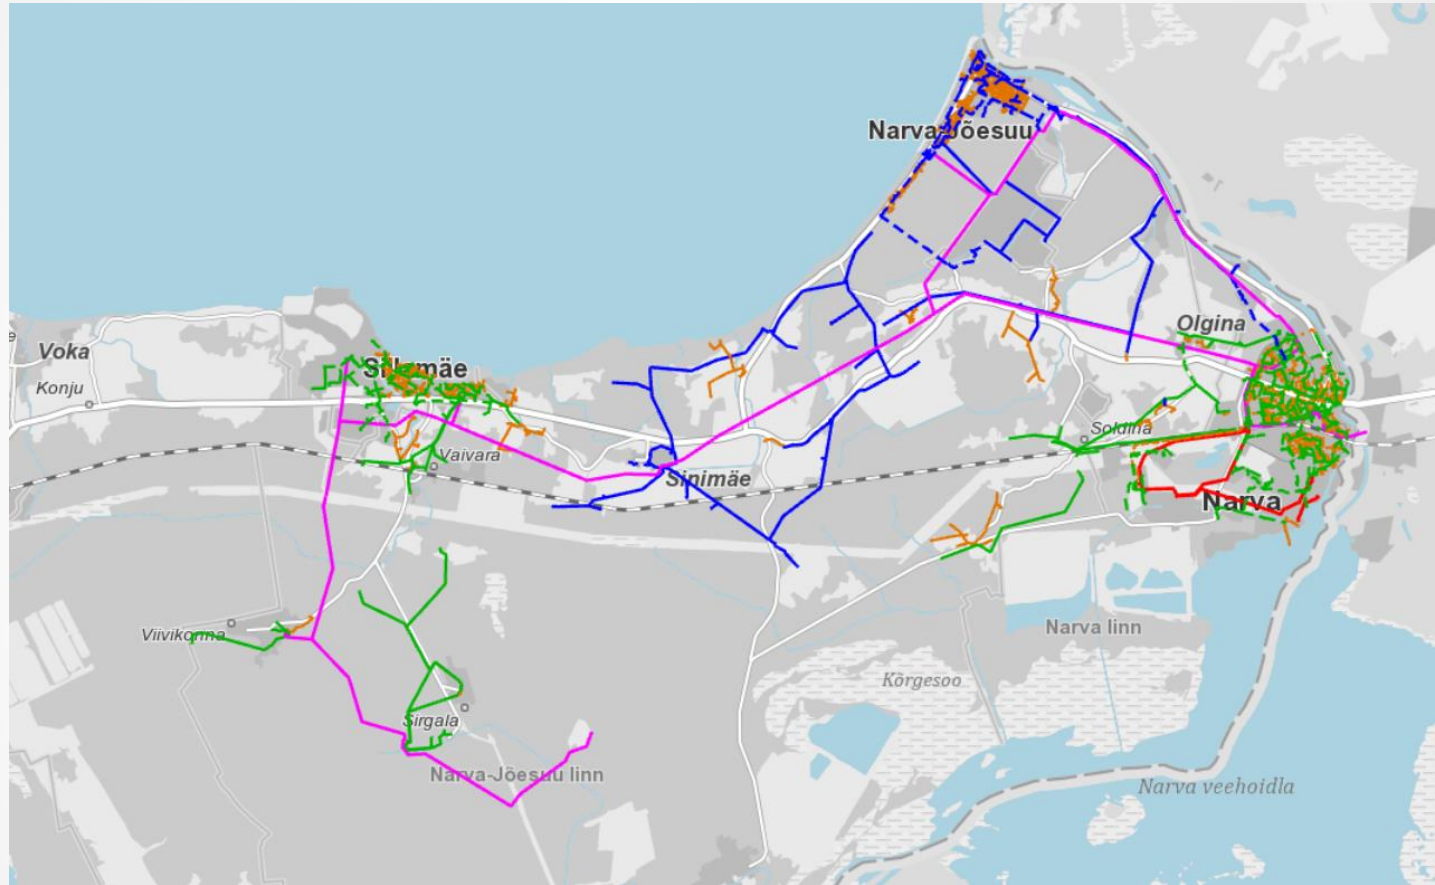 Narva-Jõesuu
Olgina
e
Voka
Sillamäe
Konju
Soldina
Vaivara
Sinimäe
Narva
Viivikonna
Narva linn
Kõrgesoo
Sirgala
Narva-Jõesuu linn
Narva veehoidla